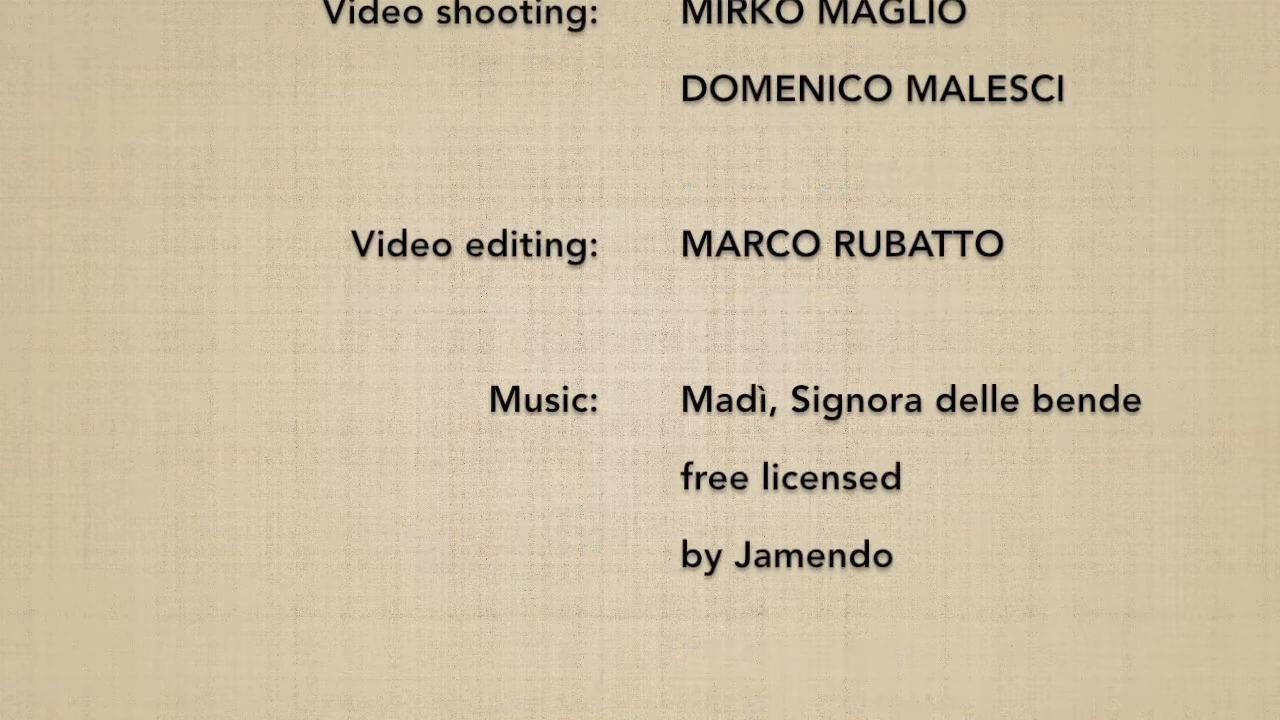 Video shooting: MIRKO MAGLIO
DOMENICO MALESCI
Video editing: MARCO RUBATTO
Music: Madì, Signora delle bende
free licensed
by Jamendo